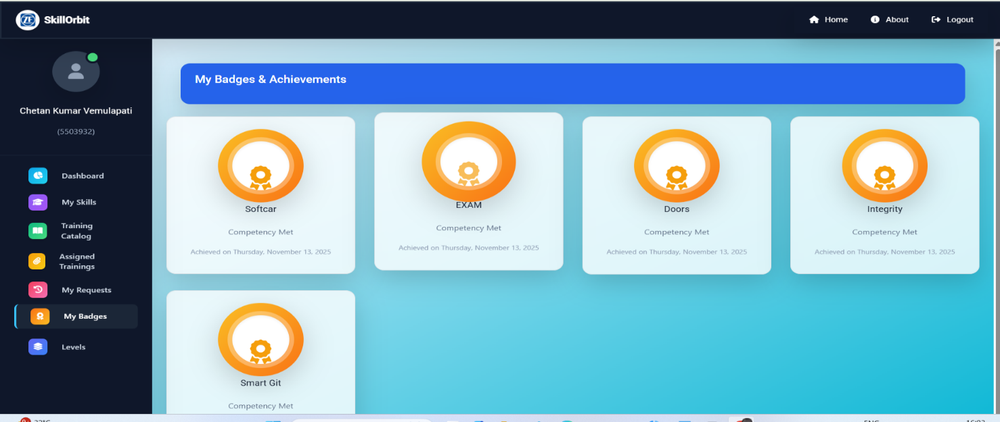 ZF SkillOrbit
Home About Logout
Chetan Kumar Vemulapati
(5503932)
Dashboard
My Skills
Training
Catalog
Assigned
Trainings
My Requests
My Badges
Levels
My Badges & Achievements
Softcar
Competency Met
Achieved on Thursday, November 13, 2025
EXAM
Competency Met
Achieved on Thursday, November 13, 2025
Doors
Competency Met
Achieved on Thursday, November 13, 2025
Integrity
Competency Met
Achieved on Thursday, November 13, 2025
Smart Git
Competency Met